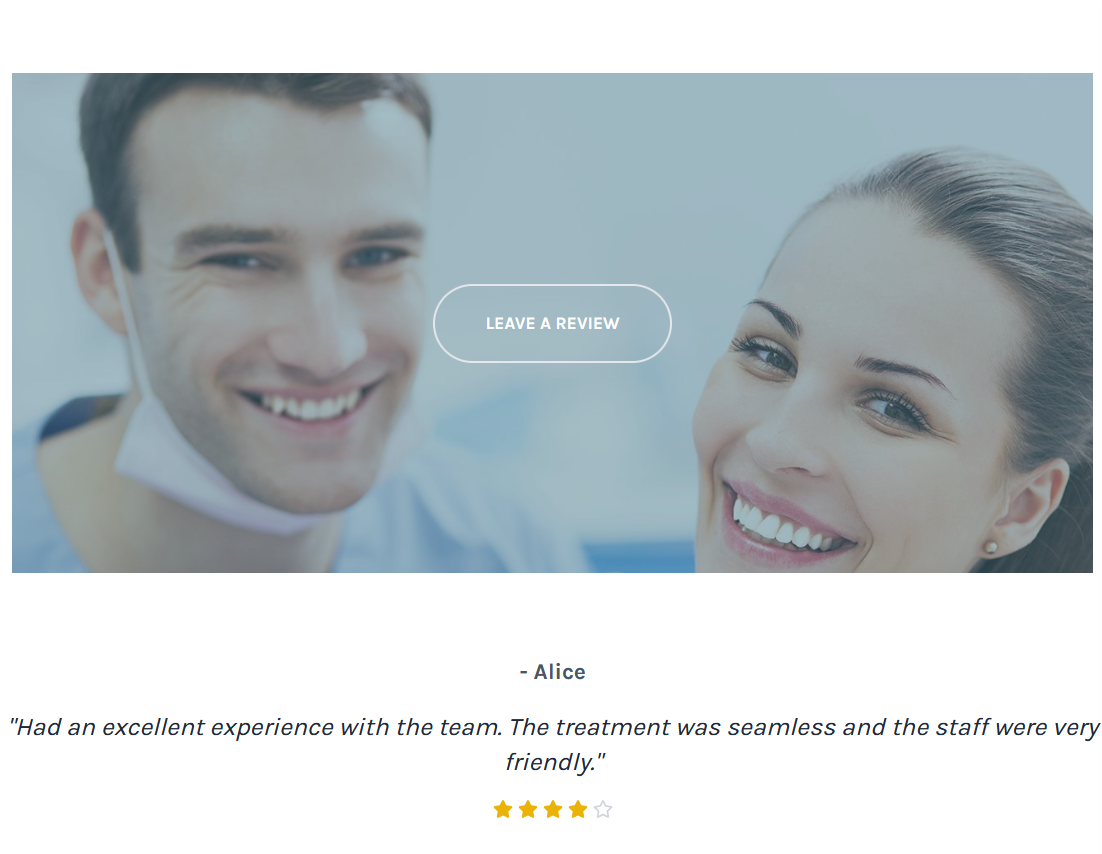 LEAVE A REVIEW
- Alice
"Had an excellent experience with the team. The treatment was seamless and the staff were very
friendly."